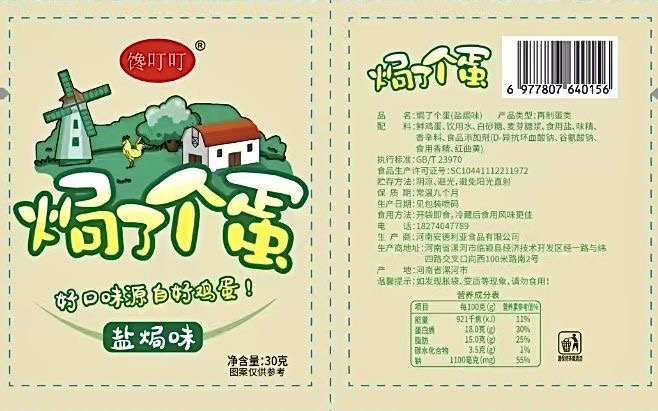 馋叮叮®
焗了个蛋
好口味源自好鸡蛋!
盐焗味
净含量:30克
图案仅供参考
焗了个蛋
6 977807 640156
品 名:焗了个蛋(盐焗味) 产品类型:再制蛋类
配 料:鲜鸡蛋、饮用水、白砂糖、麦芽糖浆、食用盐、味精、
香辛料、食品添加剂(D-异抗坏血酸钠、谷氨酸钠、
食用香精、红曲黄)
执行标准:GB/T 23970
食品生产许可证号:SC10441112211972
贮存方法:阴凉、避光,避免阳光直射
保 质 期:常温九个月
生产日期:见包装喷码
食用方法:开袋即食,冷藏后食用风味更佳
电 话:18274047789
生 产 商:河南安德利亚食品有限公司
生产商地址:河南省漯河市临颍县经济技术开发区经一路与纬
四路交叉口向西100米路南2号
产 地:河南省漯河市
温馨提示:如发现胀袋、变质等现象,请勿食用!
营养成分表
项目 每100克(g) 营养素参考值%
能量 921千焦(kJ) 11%
蛋白质 18.0克(g) 30%
脂肪 15.0克(g) 25%
碳水化合物 3.5克(g) 1%
钠 1100毫克(mg) 55%